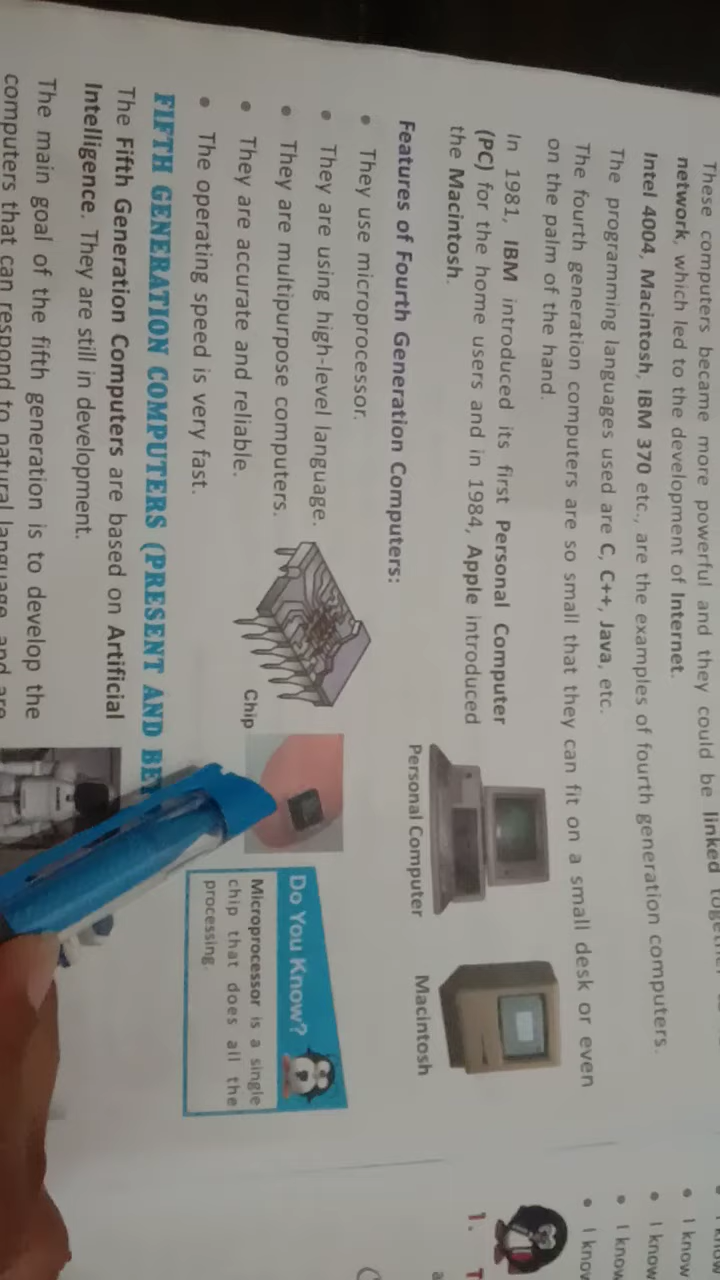 These computers became more powerful and they could be linked together
network, which led to the development of Internet.
Intel 4004, Macintosh, IBM 370 etc., are the examples of fourth generation computers.
The programming languages used are C, C++, Java, etc.
The fourth generation computers are so small that they can fit on a small desk or even
on the palm of the hand.
In 1981, IBM introduced its first Personal Computer
(PC) for the home users and in 1984, Apple introduced
the Macintosh.
Personal Computer
Macintosh
Features of Fourth Generation Computers:
• They use microprocessor.
• They are using high-level language.
• They are multipurpose computers.
• They are accurate and reliable.
• The operating speed is very fast.
Chip
Do You Know?
Microprocessor is a single
chip that does all the
processing.
FIFTH GENERATION COMPUTERS (PRESENT AND
The Fifth Generation Computers are based on Artificial
Intelligence. They are still in development.
The main goal of the fifth generation is to develop the
computers that can respond to natural language and are
• I know
• I know
• I know
• I know
1.